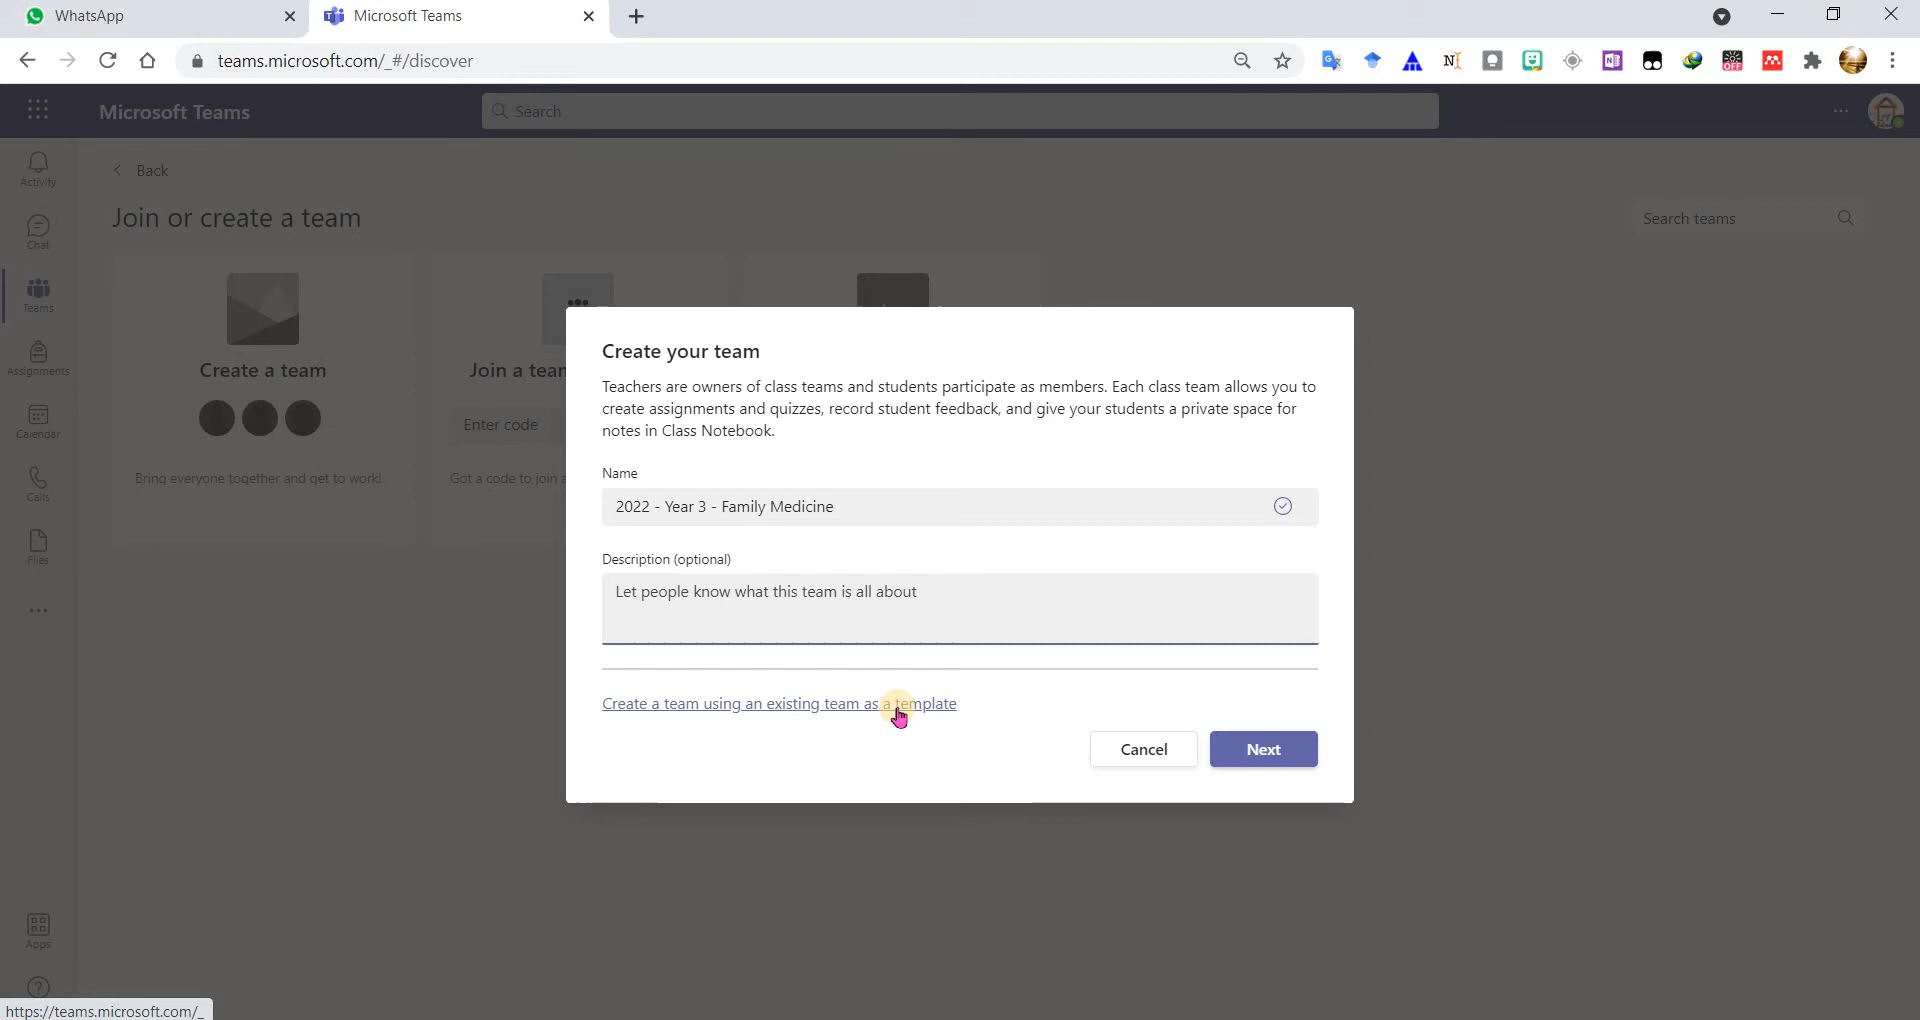 WhatsApp
Microsoft Teams
teams.microsoft.com/_#/discover
Microsoft Teams
Search
Activity
Chat
Teams
Assignments
Calendar
Calls
Files
Apps
Back
Join or create a team
Search teams
Create a team
Bring everyone together and get to work!
Join a team
Enter code
Got a code to join a
Create your team
Teachers are owners of class teams and students participate as members. Each class team allows you to
create assignments and quizzes, record student feedback, and give your students a private space for
notes in Class Notebook.
Name
2022 - Year 3 - Family Medicine
Description (optional)
Let people know what this team is all about
Create a team using an existing team as a template
Cancel
Next
https://teams.microsoft.com/_